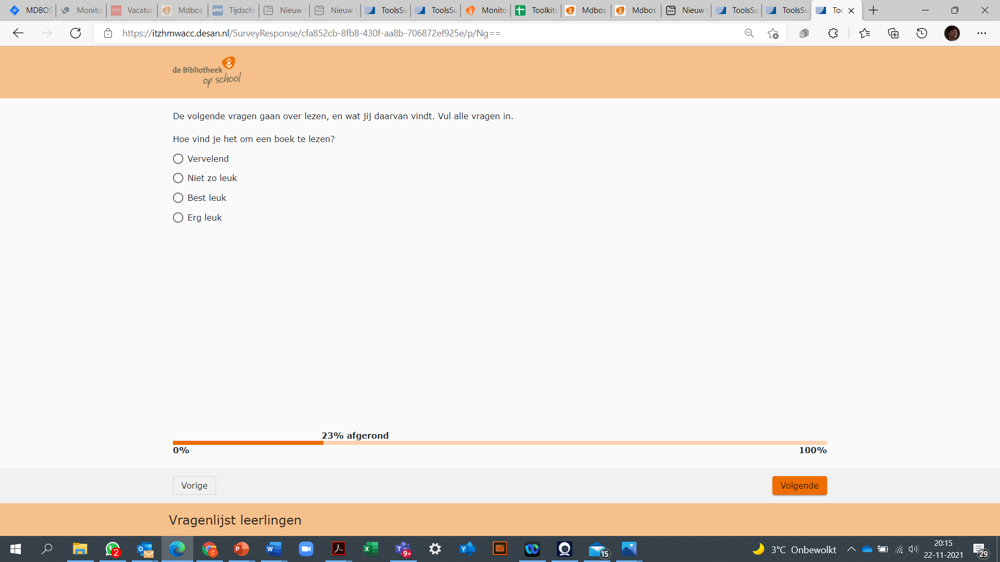 MDBOS Monito Vacatur Mdbos Tijdschr Nieuw t Nieuw t ToolsSu ToolsSu Monito Toolkit Mdbos Mdbos Nieuw t ToolsSu ToolsSu Too
https://itzhmwacc.desan.nl/SurveyResponse/cfa852cb-8fb8-430f-aa8b-706872ef925e/p/Ng==
de Bibliotheek
op school
De volgende vragen gaan over lezen, en wat jij daarvan vindt. Vul alle vragen in.
Hoe vind je het om een boek te lezen?
Vervelend
Niet zo leuk
Best leuk
Erg leuk
23% afgerond
0% 100%
Vorige Volgende
Vragenlijst leerlingen
2 9+ 15 3°C Onbewolkt 20:15
22-11-2021 29